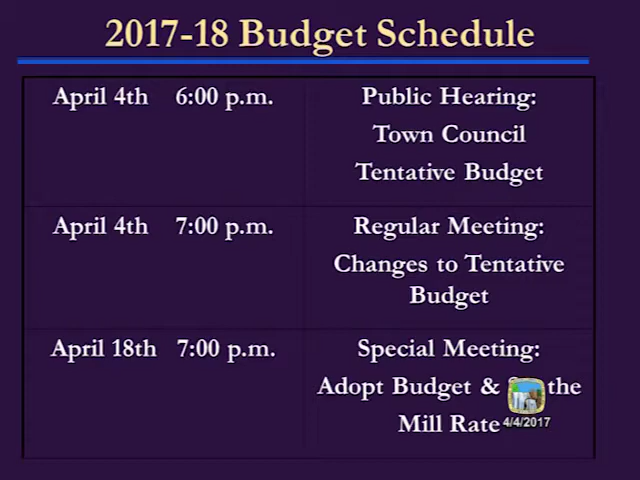 2017-18 Budget Schedule
April 4th 6:00 p.m. Public Hearing:
Town Council
Tentative Budget
April 4th 7:00 p.m. Regular Meeting:
Changes to Tentative
Budget
April 18th 7:00 p.m. Special Meeting:
Adopt Budget & the
Mill Rate
4/4/2017